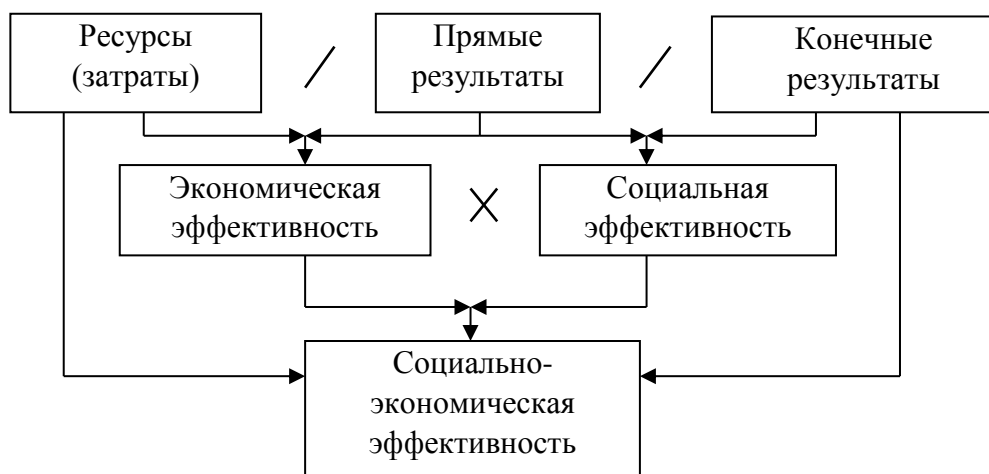 Ресурсы
(затраты)
/
Прямые
результаты
/
Конечные
результаты
Экономическая
эффективность
×
Социальная
эффективность
Социально-
экономическая
эффективность